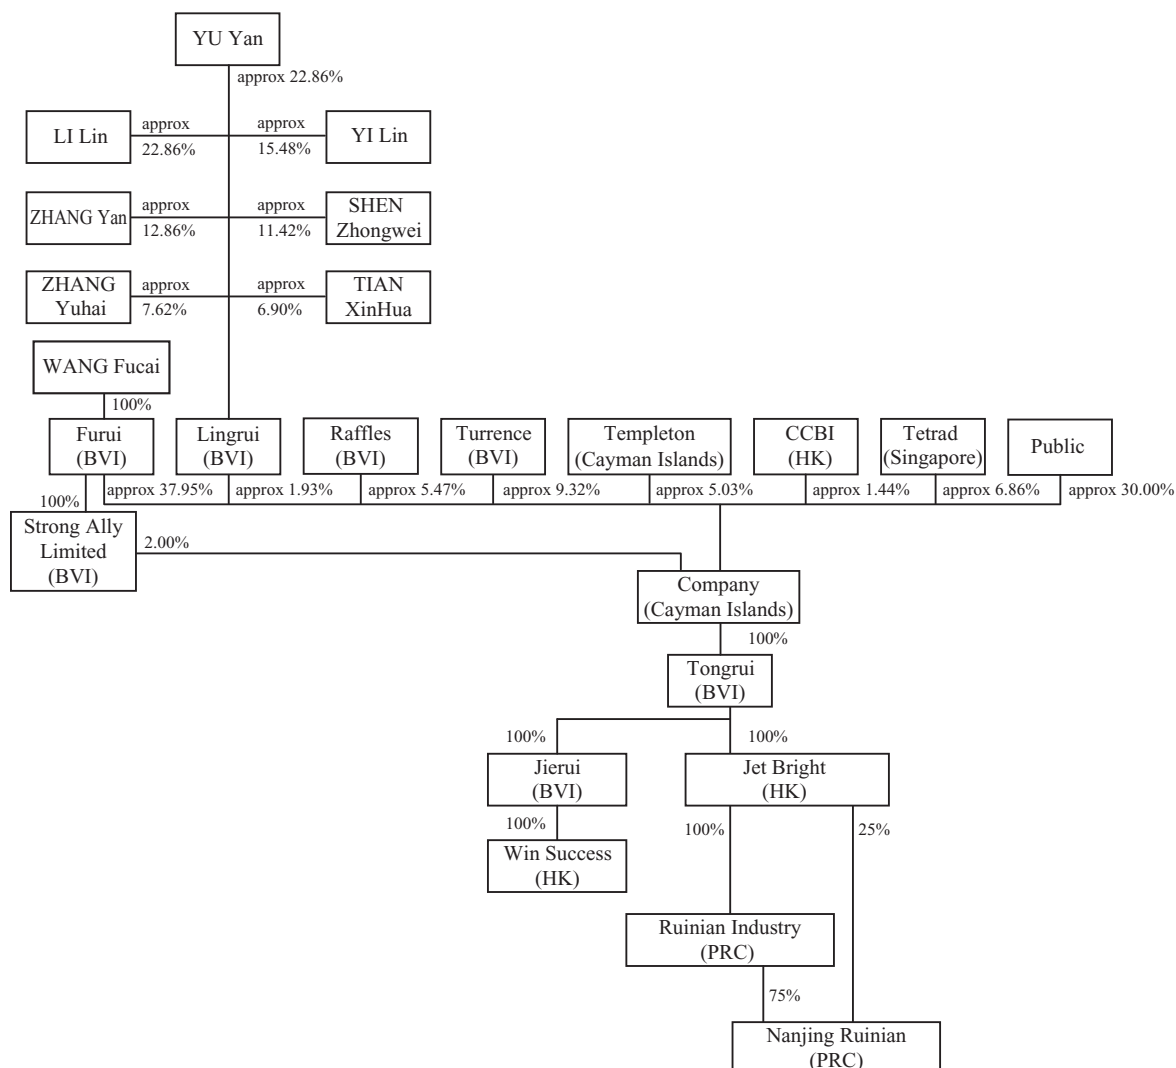 YU Yan
approx 22.86%
LI Lin
approx
22.86%
approx
15.48%
YI Lin
ZHANG Yan
approx
12.86%
approx
11.42%
SHEN
Zhongwei
ZHANG
Yuhai
approx
7.62%
approx
6.90%
TIAN
XinHua
WANG Fucai
100%
Furui
(BVI)
Lingrui
(BVI)
Raffles
(BVI)
Turrence
(BVI)
Templeton
(Cayman Islands)
CCBI
(HK)
Tetrad
(Singapore)
Public
100%
approx 37.95%
approx 1.93%
approx 5.47%
approx 9.32%
approx 5.03%
approx 1.44%
approx 6.86%
approx 30.00%
Strong Ally
Limited
(BVI)
2.00%
Company
(Cayman Islands)
100%
Tongrui
(BVI)
100%
100%
Jierui
(BVI)
Jet Bright
(HK)
100%
100%
25%
Win Success
(HK)
Ruinian Industry
(PRC)
75%
Nanjing Ruinian
(PRC)